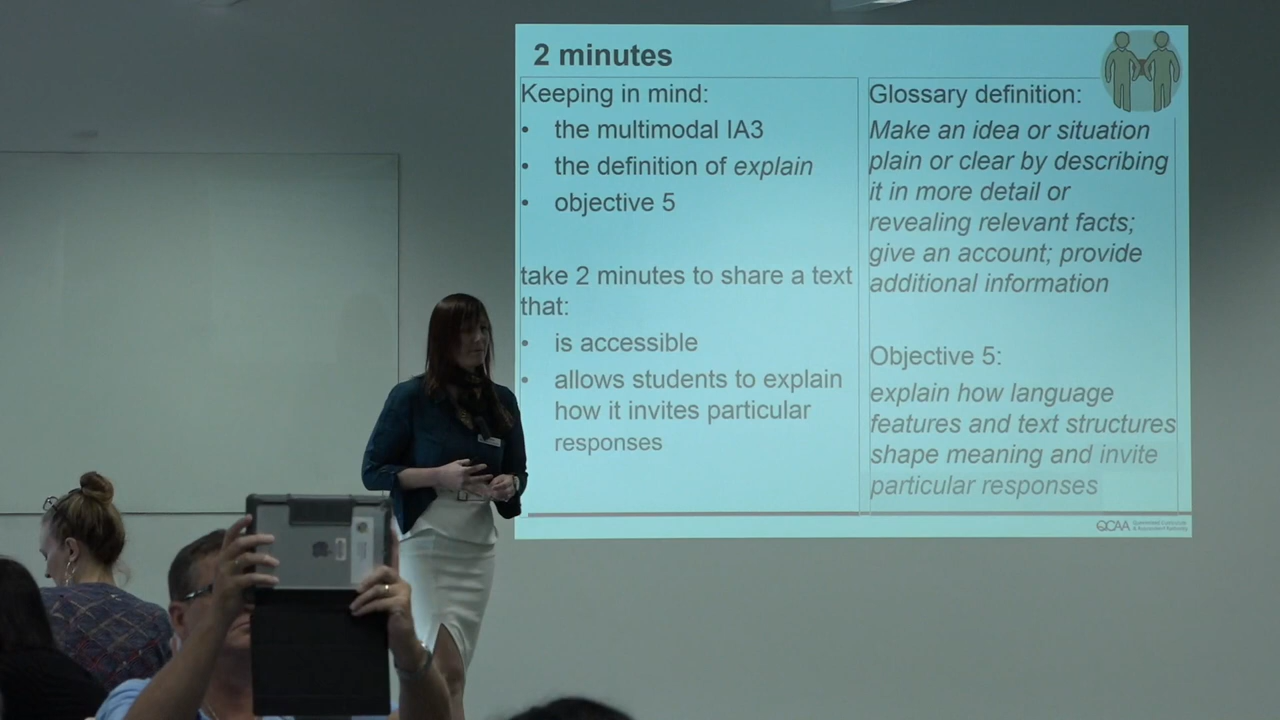 2 minutes
Keeping in mind:
• the multimodal IA3
• the definition of explain
• objective 5
take 2 minutes to share a text
that:
• is accessible
• allows students to explain
how it invites particular
responses
Glossary definition:
Make an idea or situation
plain or clear by describing
it in more detail or
revealing relevant facts;
give an account; provide
additional information
Objective 5:
explain how language
features and text structures
shape meaning and invite
particular responses
QCAA